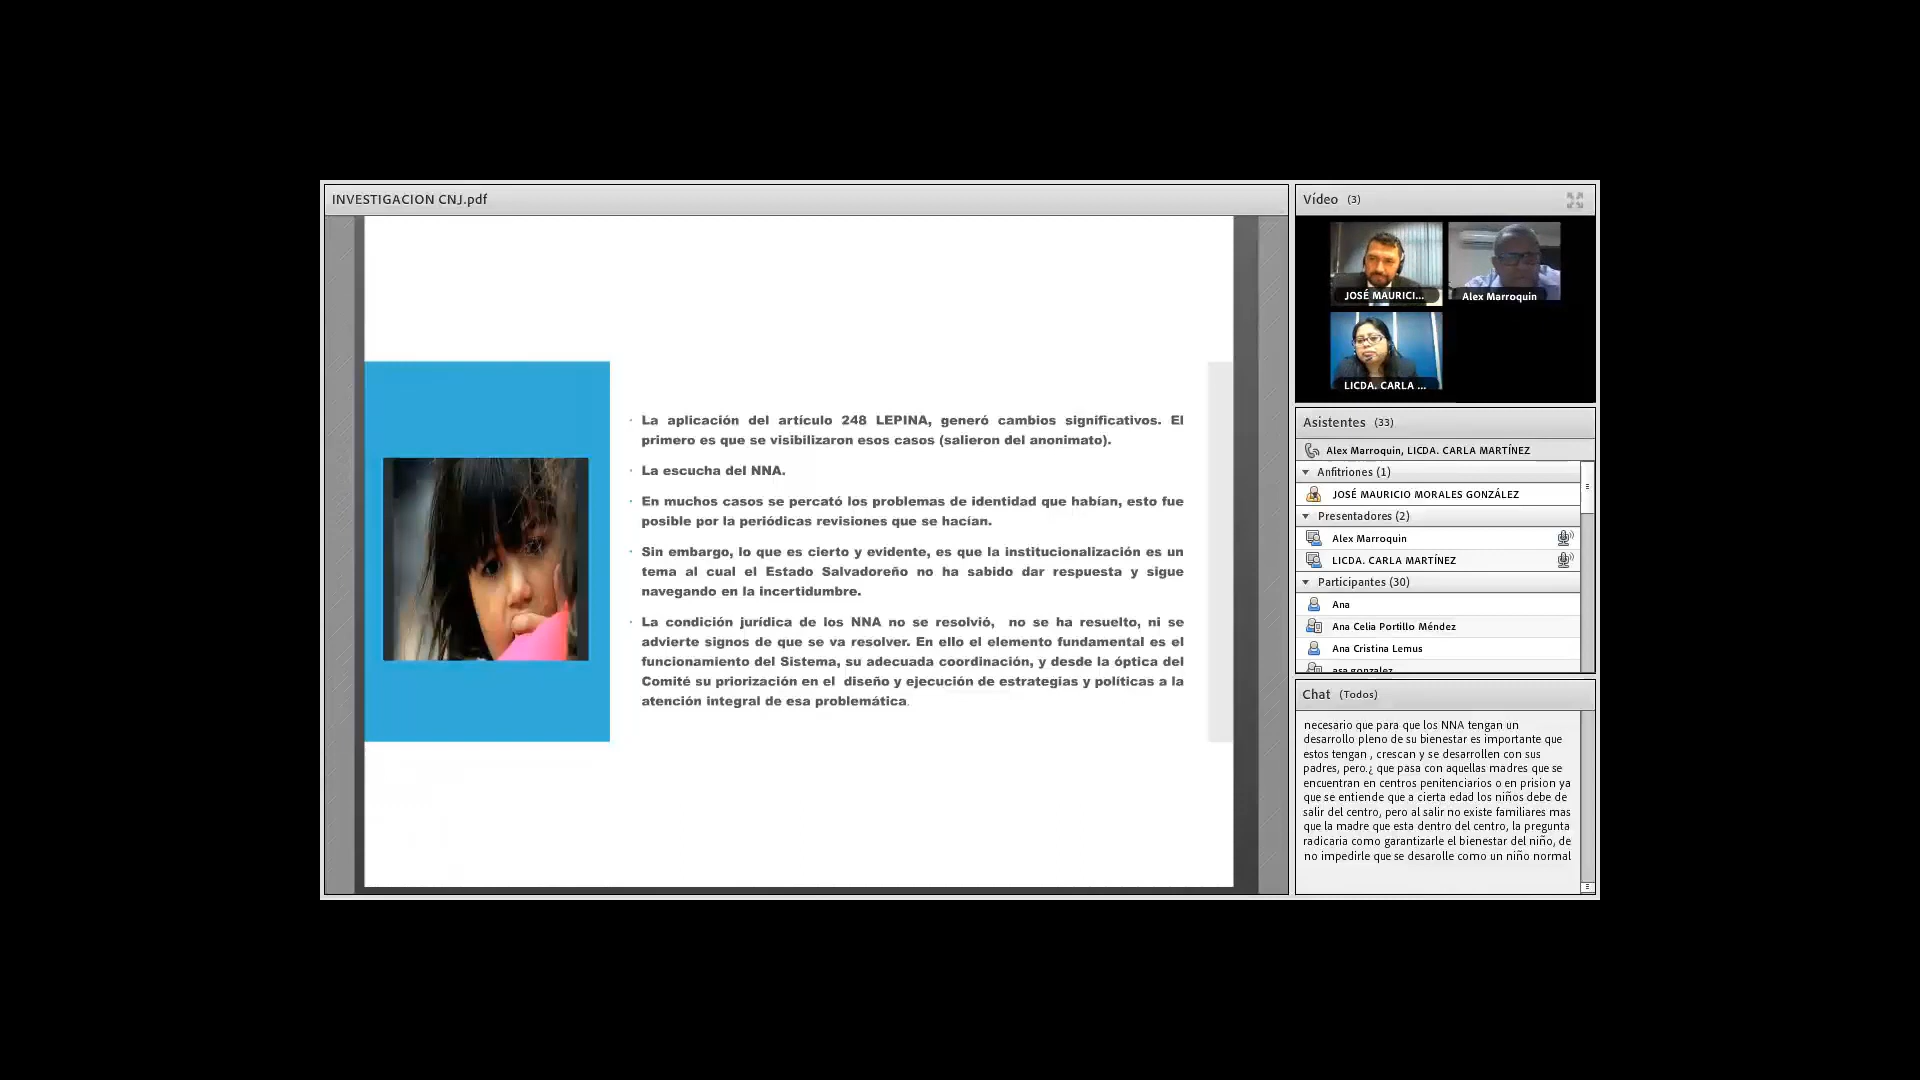 INVESTIGACION CNJ.pdf
· La aplicación del artículo 248 LEPINA, generó cambios significativos. El
primero es que se visibilizaron esos casos (salieron del anonimato).
· La escucha del NNA.
· En muchos casos se percató los problemas de identidad que habían, esto fue
posible por la periódicas revisiones que se hacían.
· Sin embargo, lo que es cierto y evidente, es que la institucionalización es un
tema al cual el Estado Salvadoreño no ha sabido dar respuesta y sigue
navegando en la incertidumbre.
· La condición jurídica de los NNA no se resolvió, no se ha resuelto, ni se
advierte signos de que se va resolver. En ello el elemento fundamental es el
funcionamiento del Sistema, su adecuada coordinación, y desde la óptica del
Comité su priorización en el diseño y ejecución de estrategias y políticas a la
atención integral de esa problemática.
Vídeo (3)
JOSÉ MAURICI...
Alex Marroquin
LICDA. CARLA ...
Asistentes (33)
Alex Marroquin, LICDA. CARLA MARTÍNEZ
Anfitriones (1)
JOSÉ MAURICIO MORALES GONZÁLEZ
Presentadores (2)
Alex Marroquin
LICDA. CARLA MARTÍNEZ
Participantes (30)
Ana
Ana Celia Portillo Méndez
Ana Cristina Lemus
asa gonzalez
Chat (Todos)
necesario que para que los NNA tengan un
desarrollo pleno de su bienestar es importante que
estos tengan , crescan y se desarrollen con sus
padres, pero.¿ que pasa con aquellas madres que se
encuentran en centros penitenciarios o en prision ya
que se entiende que a cierta edad los niños debe de
salir del centro, pero al salir no existe familiares mas
que la madre que esta dentro del centro, la pregunta
radicaria como garantizarle el bienestar del niño, de
no impedirle que se desarolle como un niño normal